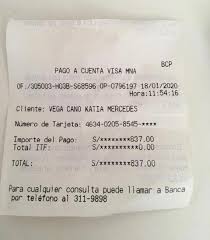 BCP
PAGO A CUENTA VISA MNA
OF:/305003-H03B-S68596 OP-0796197 18/01/2020
Hora:11:54:16
Cliente: VEGA CANO KATIA MERCEDES
Número de Tarjeta: 4634-0205-8545-****
Importe del Pago: S/********837.00
Total ITF: S/**********0.00
TOTAL: S/********837.00
Para cualquier consulta puede llamar a Banca
por teléfono al 311-9898